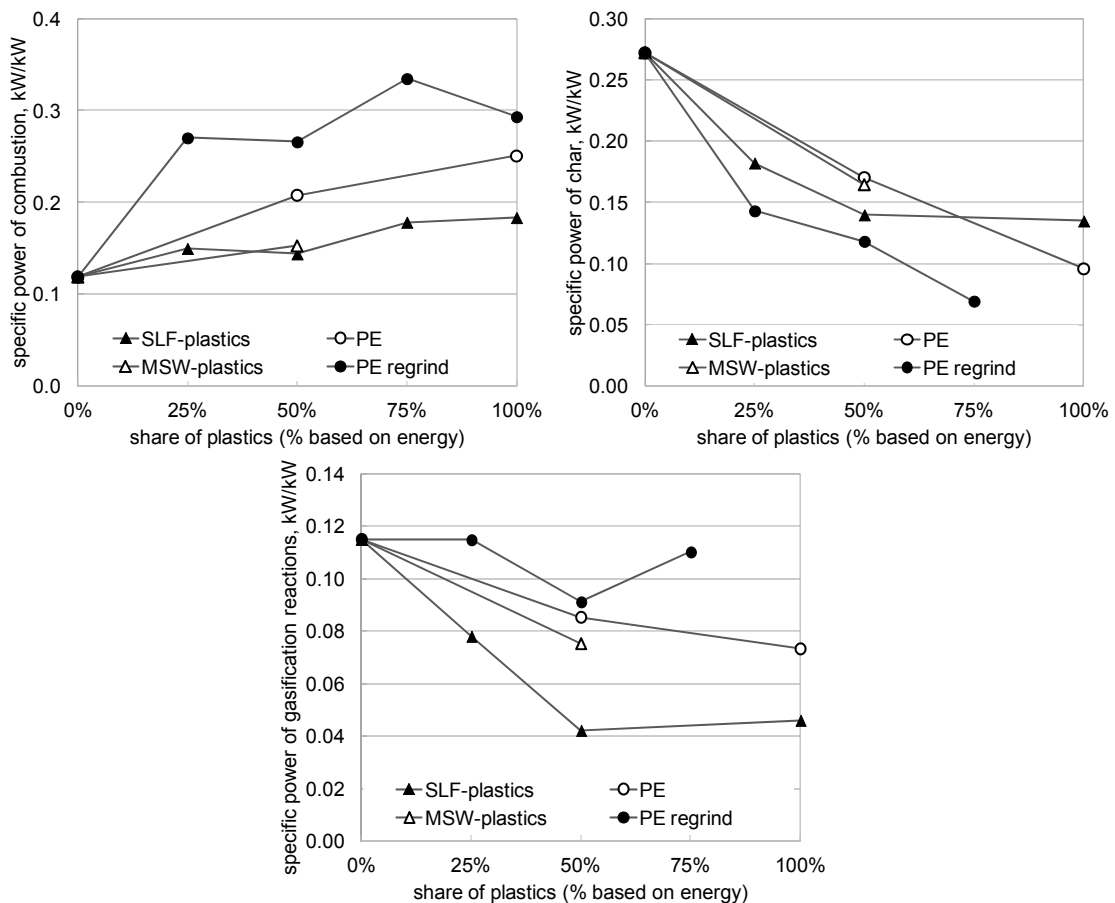 specific power of combustion, kW/kW
0.4
0.3
0.2
0.1
0.0
SLF-plastics
PE
MSW-plastics
PE regrind
0%
25%
50%
75%
100%
share of plastics (% based on energy)
specific power of char, kW/kW
0.30
0.25
0.20
0.15
0.10
0.05
0.00
SLF-plastics
PE
MSW-plastics
PE regrind
0%
25%
50%
75%
100%
share of plastics (% based on energy)
specific power of gasification reactions, kW/kW
0.14
0.12
0.10
0.08
0.06
0.04
0.02
0.00
SLF-plastics
PE
MSW-plastics
PE regrind
0%
25%
50%
75%
100%
share of plastics (% based on energy)